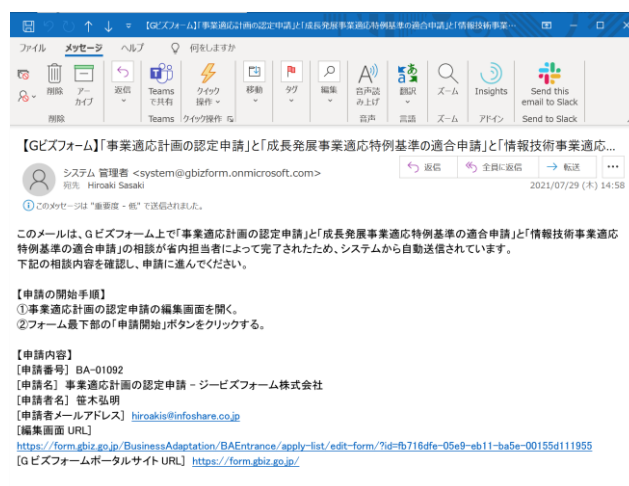 【Gビズフォーム】「事業適応計画の認定申請」と「成長発展事業適応特例基準の適合申請」と「情報技術事業…
ファイル メッセージ ヘルプ 何をしますか
削除 アーカイブ 返信 Teams で共有 クイック操作 移動 タグ 編集 音声読み上げ 翻訳 ズーム Insights Send this email to Slack
削除 Teams クイック操作 音声 言語 ズーム アドイン Send to Slack
【Gビズフォーム】「事業適応計画の認定申請」と「成長発展事業適応特例基準の適合申請」と「情報技術事業適応...
システム 管理者 <system@gbizform.onmicrosoft.com>
返信 全員に返信 転送 ...
宛先 Hiroaki Sasaki
2021/07/29 (木) 14:58
このメッセージは "重要度 - 低" で送信されました。
このメールは、Ｇビズフォーム上で「事業適応計画の認定申請」と「成長発展事業適応特例基準の適合申請」と「情報技術事業適応
特例基準の適合申請」の相談が省内担当者によって完了されたため、システムから自動送信されています。
下記の相談内容を確認し、申請に進んでください。
【申請の開始手順】
①事業適応計画の認定申請の編集画面を開く。
②フォーム最下部の「申請開始」ボタンをクリックする。
【申請内容】
[申請番号] BA-01092
[申請名] 事業適応計画の認定申請 - ジービズフォーム株式会社
[申請者名] 笹木弘明
[申請者メールアドレス] hiroakis@infoshare.co.jp
[編集画面 URL]
https://form.gbiz.go.jp/BusinessAdaptation/BAEntrance/apply-list/edit-form/?id=fb716dfe-05e9-eb11-ba5e-00155d111955
[Ｇビズフォームポータルサイト URL] https://form.gbiz.go.jp/